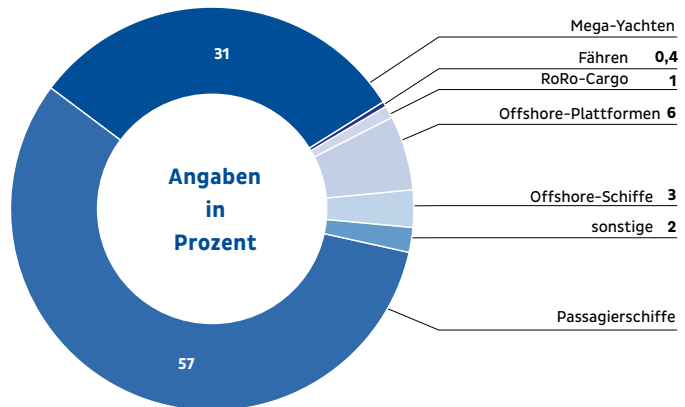 Mega-Yachten
31
Fähren 0,4
RoRo-Cargo 1
Offshore-Plattformen 6
Angaben
in
Prozent
Offshore-Schiffe 3
sonstige 2
Passagierschiffe
57